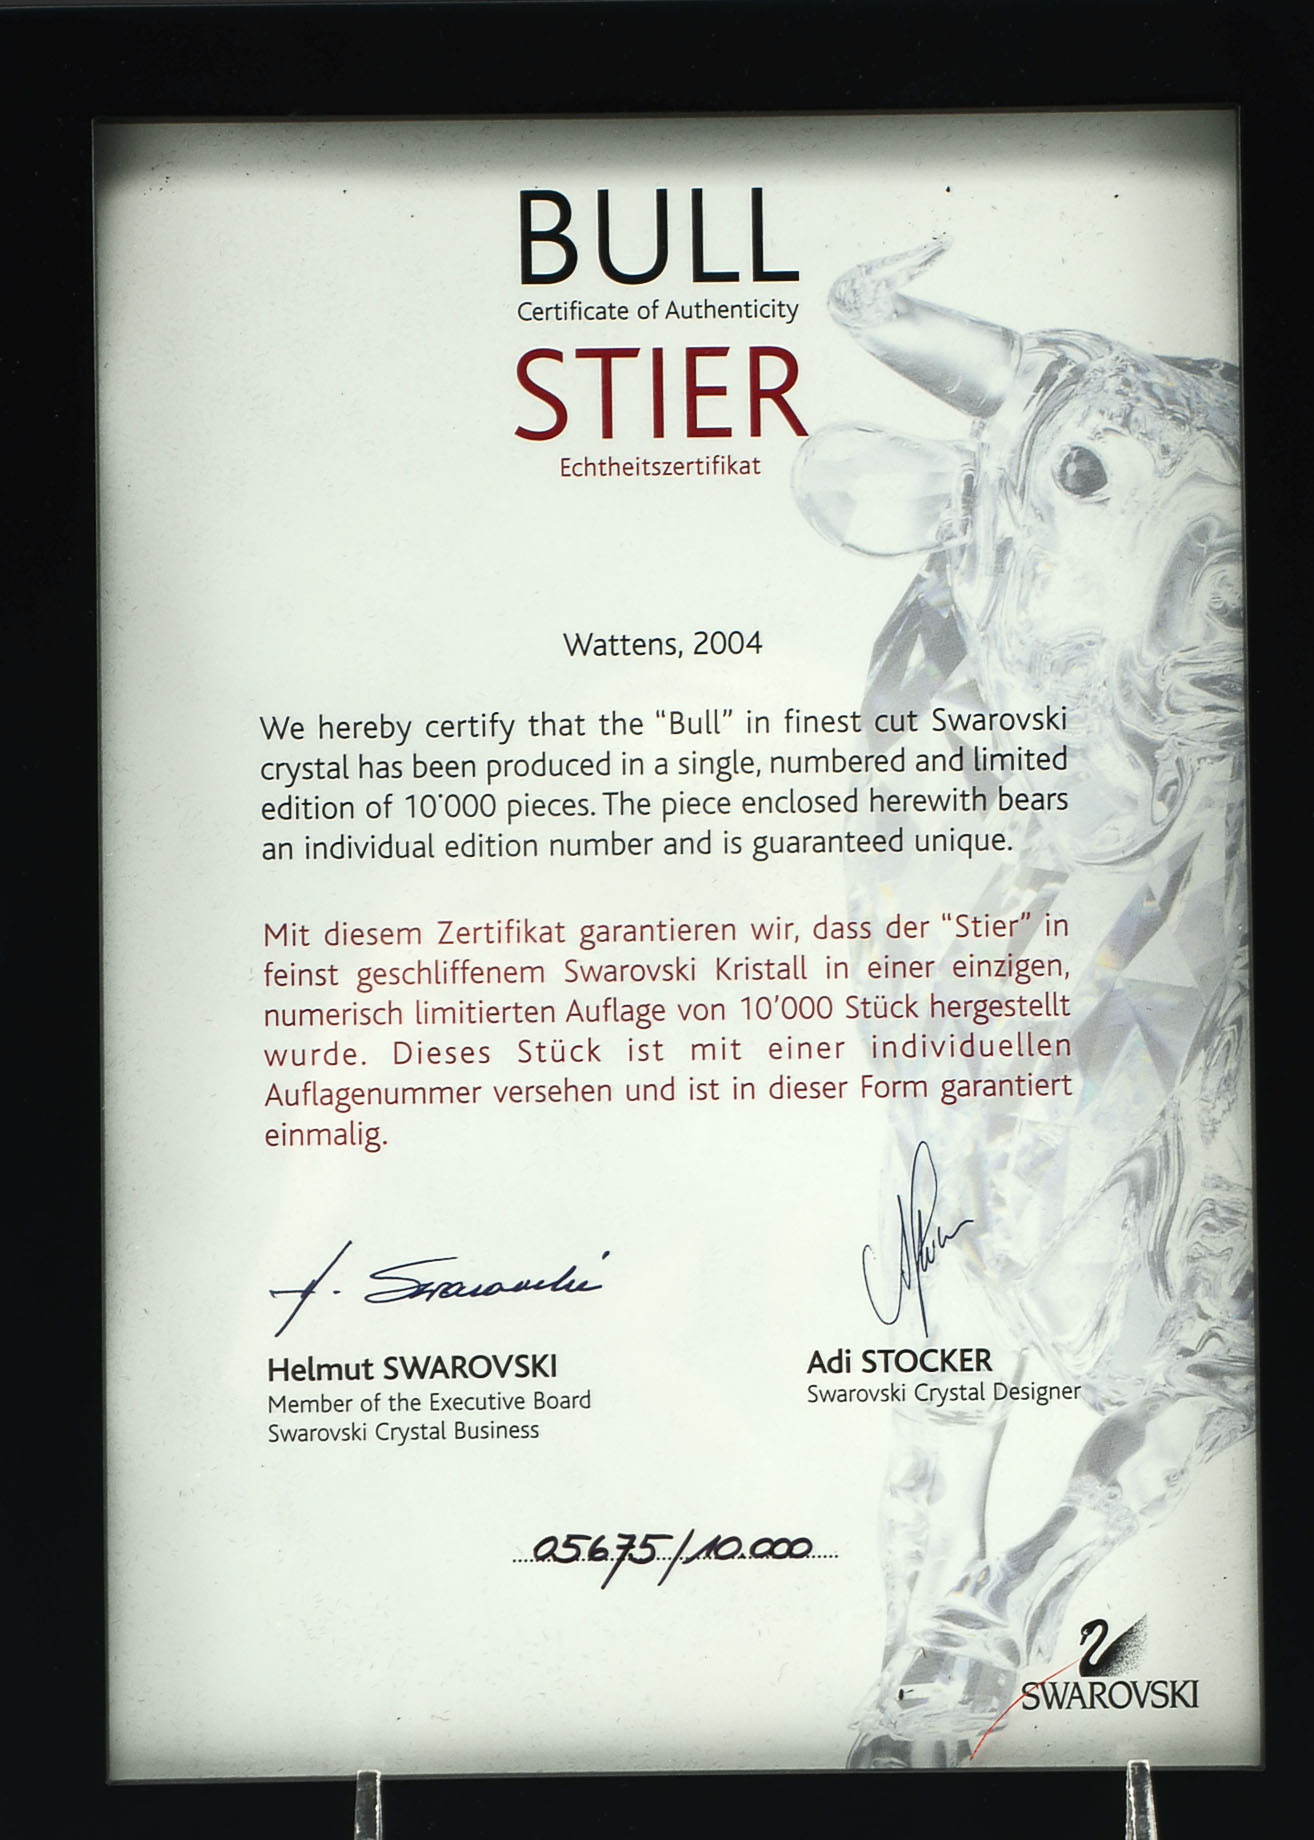 BULL
Certificate of Authenticity
STIER
Echtheitszertifikat
Wattens, 2004
We hereby certify that the “Bull” in finest cut Swarovski
crystal has been produced in a single, numbered and limited
edition of 10'000 pieces. The piece enclosed herewith bears
an individual edition number and is guaranteed unique.
Mit diesem Zertifikat garantieren wir, dass der “Stier” in
feinst geschliffenem Swarovski Kristall in einer einzigen,
numerisch limitierten Auflage von 10'000 Stück hergestellt
wurde. Dieses Stück ist mit einer individuellen
Auflagenummer versehen und ist in dieser Form garantiert
einmalig.
H. Swarovski
Helmut SWAROVSKI
Member of the Executive Board
Swarovski Crystal Business
Adi STOCKER
Swarovski Crystal Designer
05675/10.000
SWAROVSKI